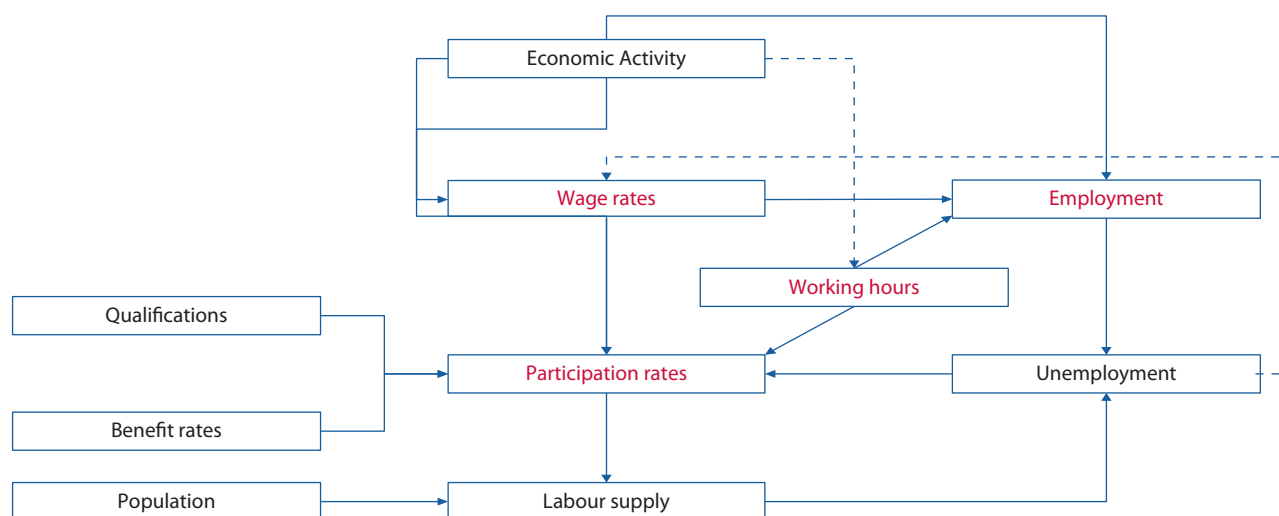 Economic Activity
Wage rates
Employment
Working hours
Qualifications
Participation rates
Unemployment
Benefit rates
Population
Labour supply